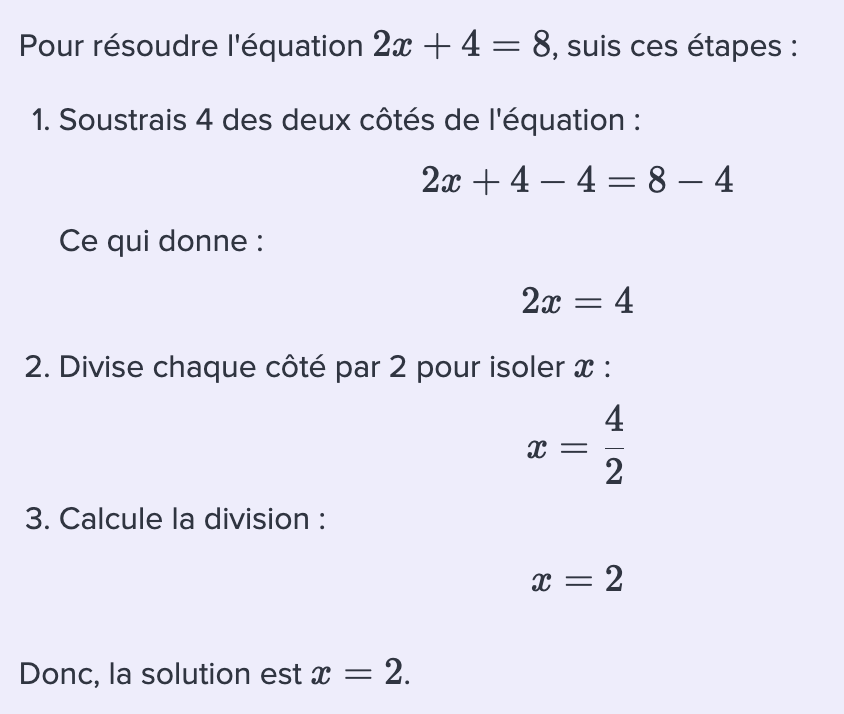 Pour résoudre l'équation 2x + 4 = 8, suis ces étapes :
1. Soustrais 4 des deux côtés de l'équation :
2x + 4 − 4 = 8 − 4
Ce qui donne :
2x = 4
2. Divise chaque côté par 2 pour isoler x :
x = 4/2
3. Calcule la division :
x = 2
Donc, la solution est x = 2.